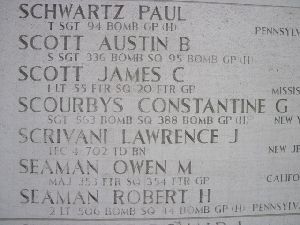 SCHWARTZ PAUL
T SGT 94 BOMB GP (H) PENNSYLV
SCOTT AUSTIN B
S SGT 336 BOMB SQ 95 BOMB GP (H)
SCOTT JAMES C
1 LT 55 FTR SQ 20 FTR GP MISSIS
SCOURBYS CONSTANTINE G
SGT 563 BOMB SQ 388 BOMB GP (H) NEW Y
SCRIVANI LAWRENCE J
TEC 4 702 TD BN NEW JE
SEAMAN OWEN M
MAJ 353 FTR SQ 354 FTR GP CALIFO
SEAMAN ROBERT H
2 LT 506 BOMB SQ 44 BOMB GP (H) PENNSYLVA